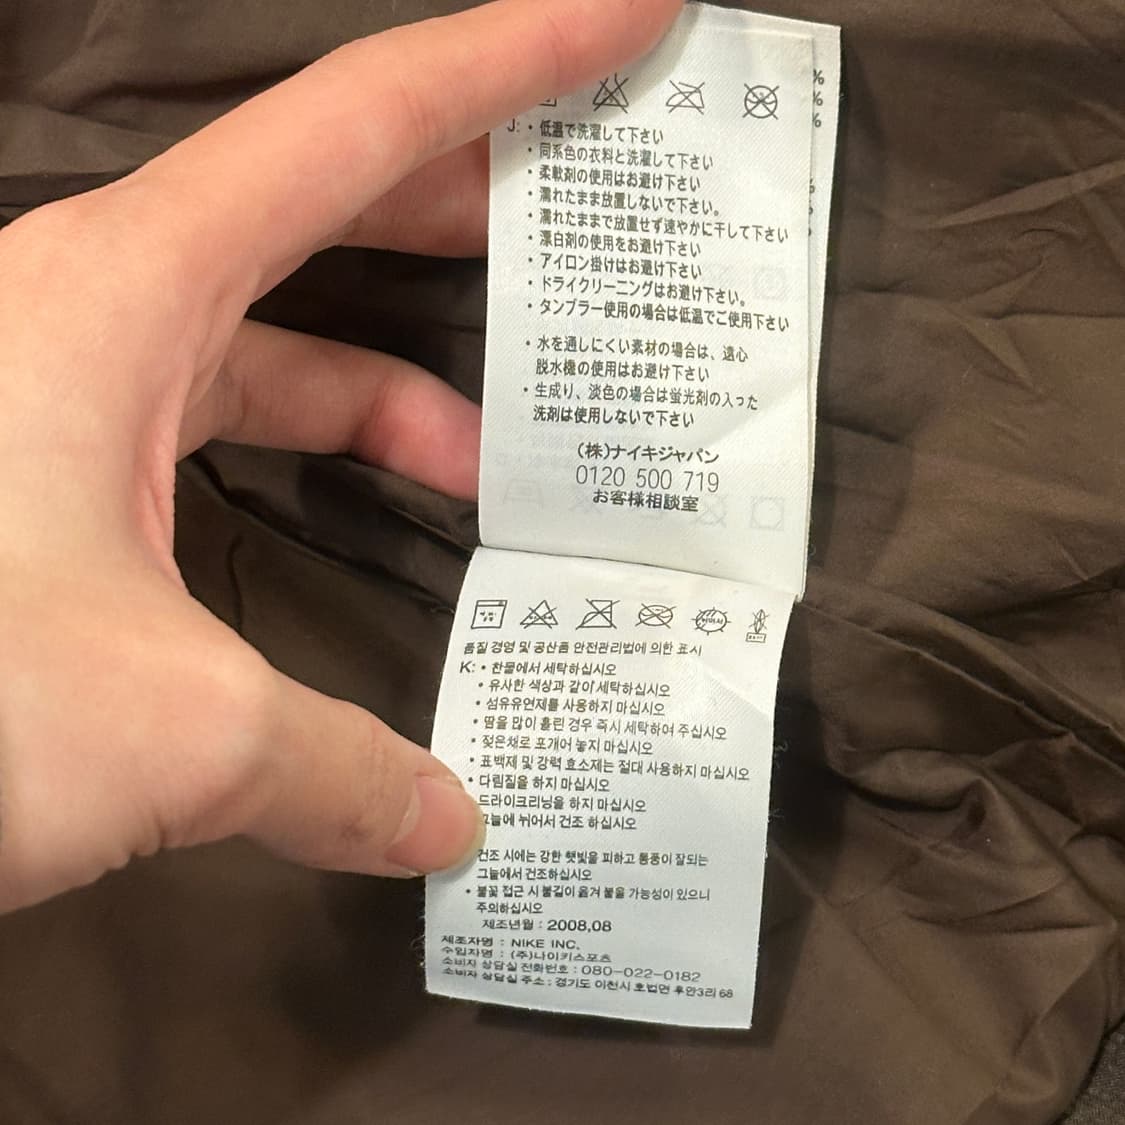 %
%
%
J: • 低温で洗濯して下さい
• 同系色の衣料と洗濯して下さい
• 柔軟剤の使用はお避け下さい
• 濡れたまま放置しないで下さい。
• 濡れたままで放置せず速やかに干して下さい
• 漂白剤の使用をお避け下さい
• アイロン掛けはお避け下さい
• ドライクリーニングはお避け下さい。
• タンブラー使用の場合は低温でご使用下さい
• 水を通しにくい素材の場合は、遠心
脱水機の使用はお避け下さい
• 生成り、淡色の場合は蛍光剤の入った
洗剤は使用しないで下さい
(株)ナイキジャパン
0120 500 719
お客様相談室
품질 경영 및 공산품 안전관리법에 의한 표시
K: • 찬물에서 세탁하십시오
• 유사한 색상과 같이 세탁하십시오
• 섬유유연제를 사용하지 마십시오
• 땀을 많이 흘린 경우 즉시 세탁하여 주십시오
• 젖은채로 포개어 놓지 마십시오
• 표백제 및 강력 효소제는 절대 사용하지 마십시오
• 다림질을 하지 마십시오
드라이크리닝을 하지 마십시오
그늘에 뉘어서 건조 하십시오
건조 시에는 강한 햇빛을 피하고 통풍이 잘되는
그늘에서 건조하십시오
• 불꽃 접근 시 불길이 옮겨 붙을 가능성이 있으니
주의하십시오
제조년월 : 2008,08
제조자명 : NIKE INC.
수입자명 : (주)나이키스포츠
소비자 상담실 전화번호 : 080-022-0182
소비자 상담실 주소 : 경기도 이천시 호법면 후안3리 68